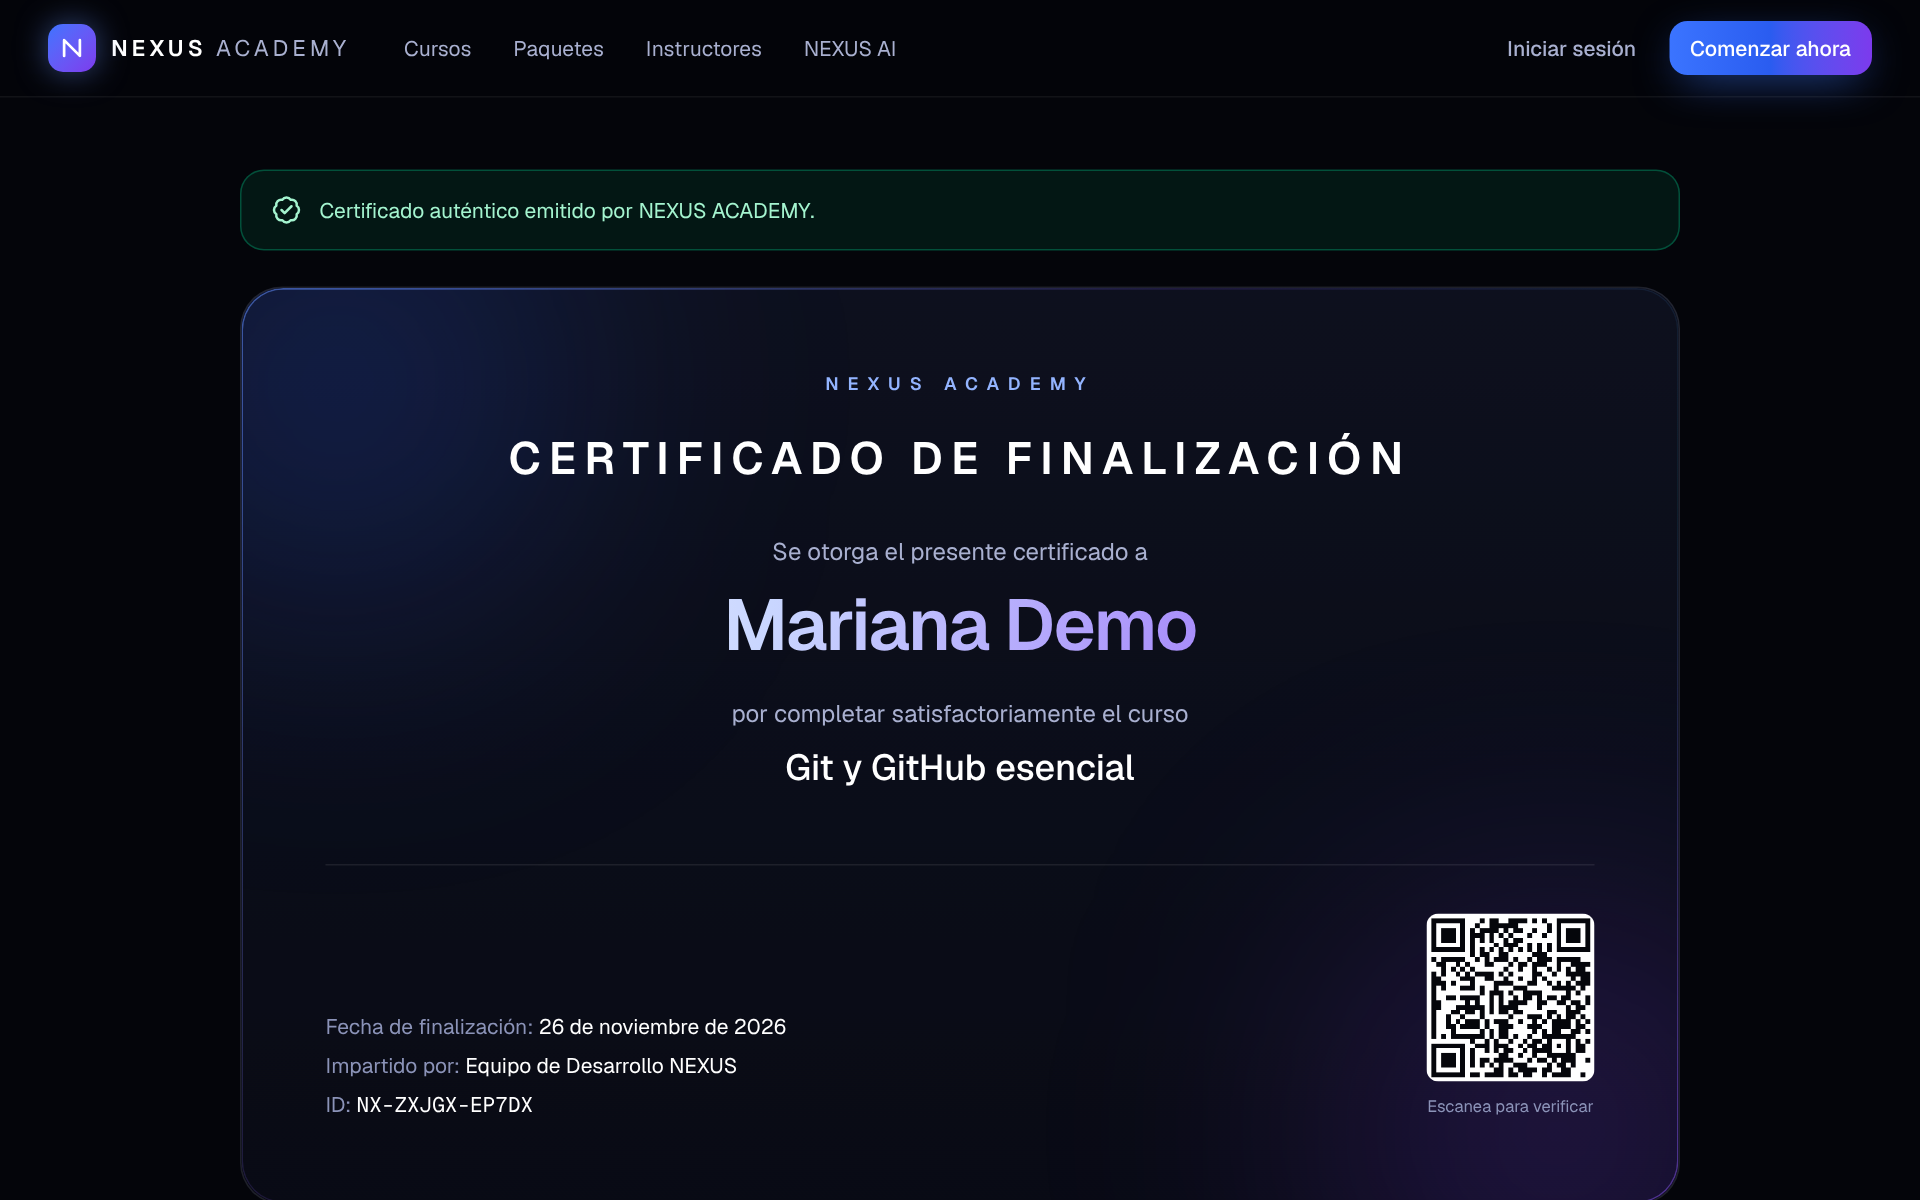 NEXUS ACADEMY
Cursos
Paquetes
Instructores
NEXUS AI
Iniciar sesión
Comenzar ahora
Certificado auténtico emitido por NEXUS ACADEMY.
NEXUS ACADEMY
CERTIFICADO DE FINALIZACIÓN
Se otorga el presente certificado a
Mariana Demo
por completar satisfactoriamente el curso
Git y GitHub esencial
Fecha de finalización: 26 de noviembre de 2026
Impartido por: Equipo de Desarrollo NEXUS
ID: NX-ZXJGX-EP7DX
Escanea para verificar